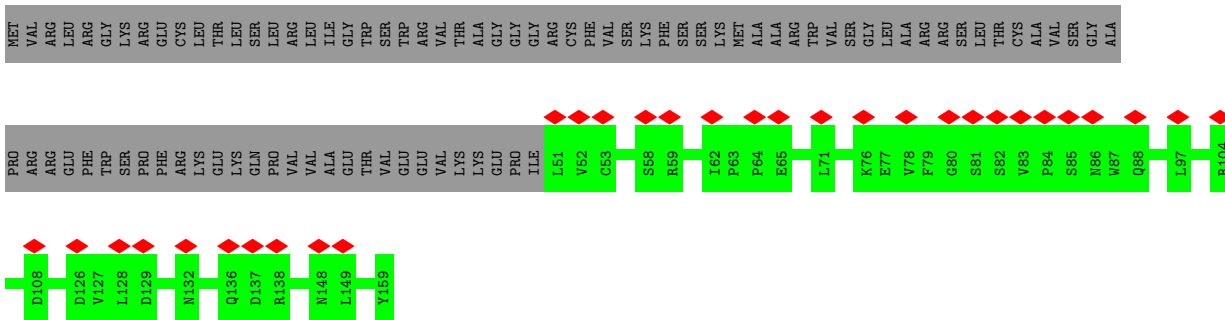 MET VAL ARG LEU ARG GLY LYS ARG GLU CYS LEU THR LEU SER LEU ARG LEU ILE GLY TRP SER TRP ARG VAL THR ALA GLY GLY GLY ARG CYS PHE VAL SER LYS PHE SER SER LYS MET ALA ALA ARG TRP VAL SER GLY LEU ALA ARG ARG SER LEU THR CYS ALA VAL SER GLY ALA
PRO ARG ARG GLU PHE TRP SER PRO PHE ARG LYS GLU LYS GLN PRO VAL VAL ALA GLU THR VAL GLU GLU VAL LYS LYS GLU PRO ILE L51 V52 C53 S58 R59 I62 P63 P64 E65 L71 K76 E77 V78 F79 G80 S81 S82 V83 P84 S85 N86 W87 Q88 L97 R104
D108 D126 V127 L128 D129 N132 Q136 D137 R138 N148 L149 Y159